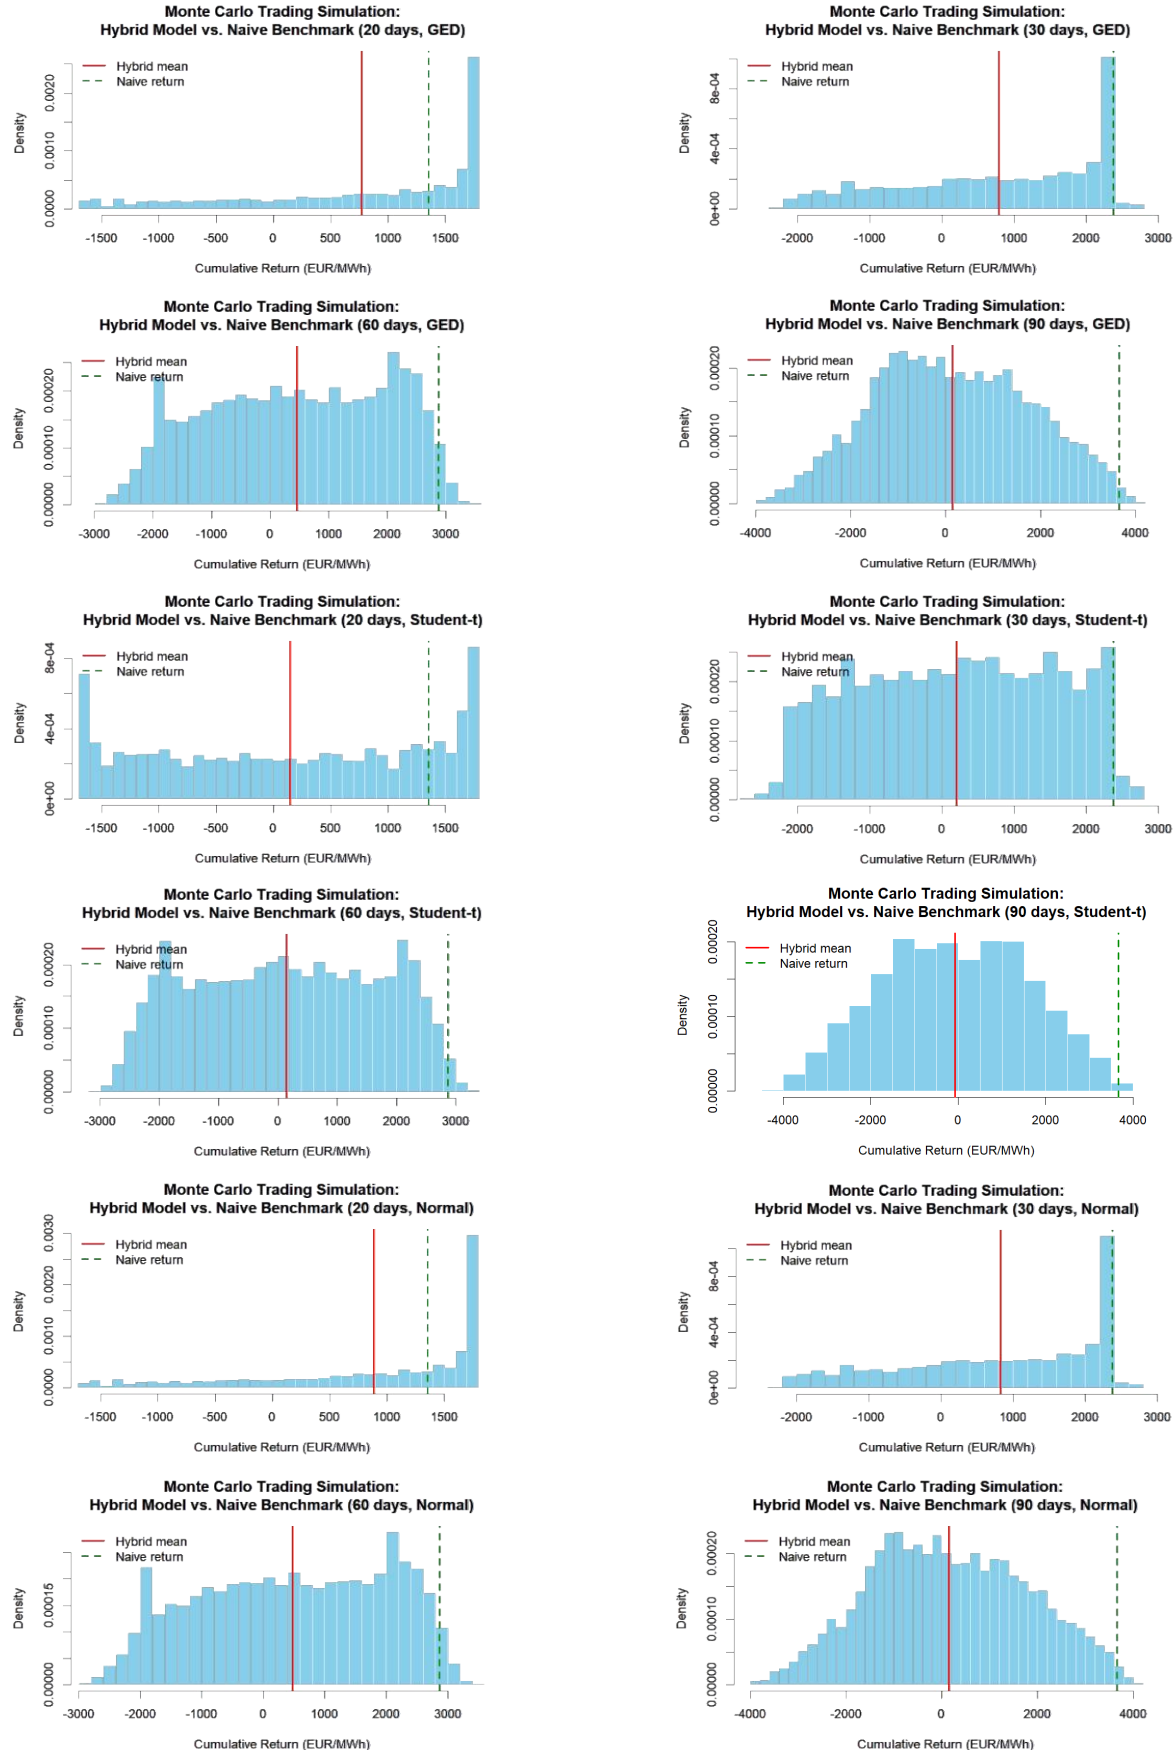 Monte Carlo Trading Simulation:
Hybrid Model vs. Naive Benchmark (20 days, GED)
Hybrid mean
Naive return
Density
0.0000 0.0010 0.0020
-1500 -1000 -500 0 500 1000 1500
Cumulative Return (EUR/MWh)
Monte Carlo Trading Simulation:
Hybrid Model vs. Naive Benchmark (30 days, GED)
Hybrid mean
Naive return
Density
0e+00 4e-04 8e-04
-2000 -1000 0 1000 2000 3000
Cumulative Return (EUR/MWh)
Monte Carlo Trading Simulation:
Hybrid Model vs. Naive Benchmark (60 days, GED)
Hybrid mean
Naive return
Density
0.00000 0.00010 0.00020
-3000 -2000 -1000 0 1000 2000 3000
Cumulative Return (EUR/MWh)
Monte Carlo Trading Simulation:
Hybrid Model vs. Naive Benchmark (90 days, GED)
Hybrid mean
Naive return
Density
0.00000 0.00010 0.00020
-4000 -2000 0 2000 4000
Cumulative Return (EUR/MWh)
Monte Carlo Trading Simulation:
Hybrid Model vs. Naive Benchmark (20 days, Student-t)
Hybrid mean
Naive return
Density
0e+00 4e-04 8e-04
-1500 -1000 -500 0 500 1000 1500
Cumulative Return (EUR/MWh)
Monte Carlo Trading Simulation:
Hybrid Model vs. Naive Benchmark (30 days, Student-t)
Hybrid mean
Naive return
Density
0.00000 0.00010 0.00020
-2000 -1000 0 1000 2000 3000
Cumulative Return (EUR/MWh)
Monte Carlo Trading Simulation:
Hybrid Model vs. Naive Benchmark (60 days, Student-t)
Hybrid mean
Naive return
Density
0.00000 0.00010 0.00020
-3000 -2000 -1000 0 1000 2000 3000
Cumulative Return (EUR/MWh)
Monte Carlo Trading Simulation:
Hybrid Model vs. Naive Benchmark (90 days, Student-t)
Hybrid mean
Naive return
Density
0.00000 0.00010 0.00020
-4000 -2000 0 2000 4000
Cumulative Return (EUR/MWh)
Monte Carlo Trading Simulation:
Hybrid Model vs. Naive Benchmark (20 days, Normal)
Hybrid mean
Naive return
Density
0.0000 0.0010 0.0020 0.0030
-1500 -1000 -500 0 500 1000 1500
Cumulative Return (EUR/MWh)
Monte Carlo Trading Simulation:
Hybrid Model vs. Naive Benchmark (30 days, Normal)
Hybrid mean
Naive return
Density
0e+00 4e-04 8e-04
-2000 -1000 0 1000 2000 3000
Cumulative Return (EUR/MWh)
Monte Carlo Trading Simulation:
Hybrid Model vs. Naive Benchmark (60 days, Normal)
Hybrid mean
Naive return
Density
0.00000 0.00015
-3000 -2000 -1000 0 1000 2000 3000
Cumulative Return (EUR/MWh)
Monte Carlo Trading Simulation:
Hybrid Model vs. Naive Benchmark (90 days, Normal)
Hybrid mean
Naive return
Density
0.00000 0.00010 0.00020
-4000 -2000 0 2000 4000
Cumulative Return (EUR/MWh)